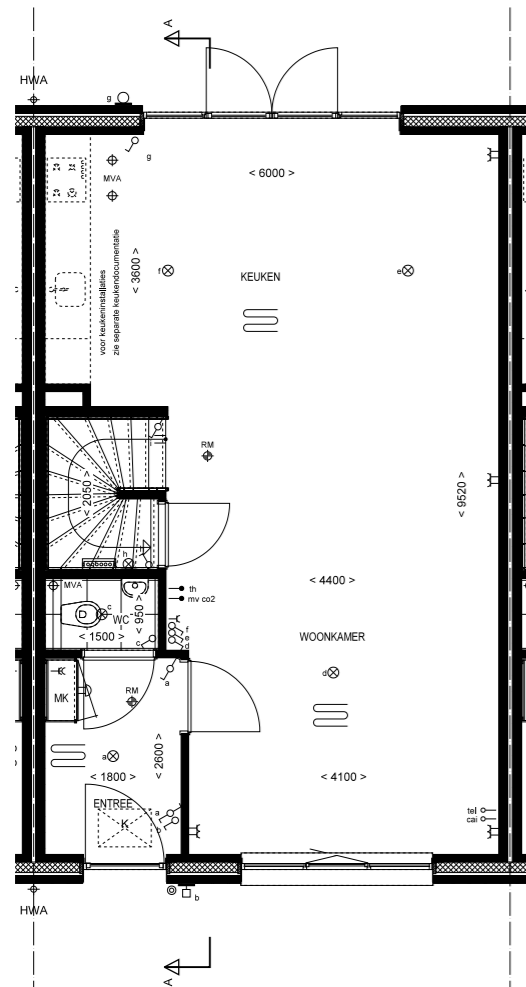 A
HWA
g
g
MVA
< 6000 >
voor keukeninstallaties
zie separate keukendocumentatie
< 3600 >
f
KEUKEN
e
RM
< 2050 >
< 9520 >
h
MVA
c
WC
< 950 >
th
mv co2
< 4400 >
< 1500 >
c
f
e
d
WOONKAMER
MK
RM
a
d
a
< 2600 >
< 1800 >
< 4100 >
ENTREE
a
K
b
tel
cai
b
HWA
A